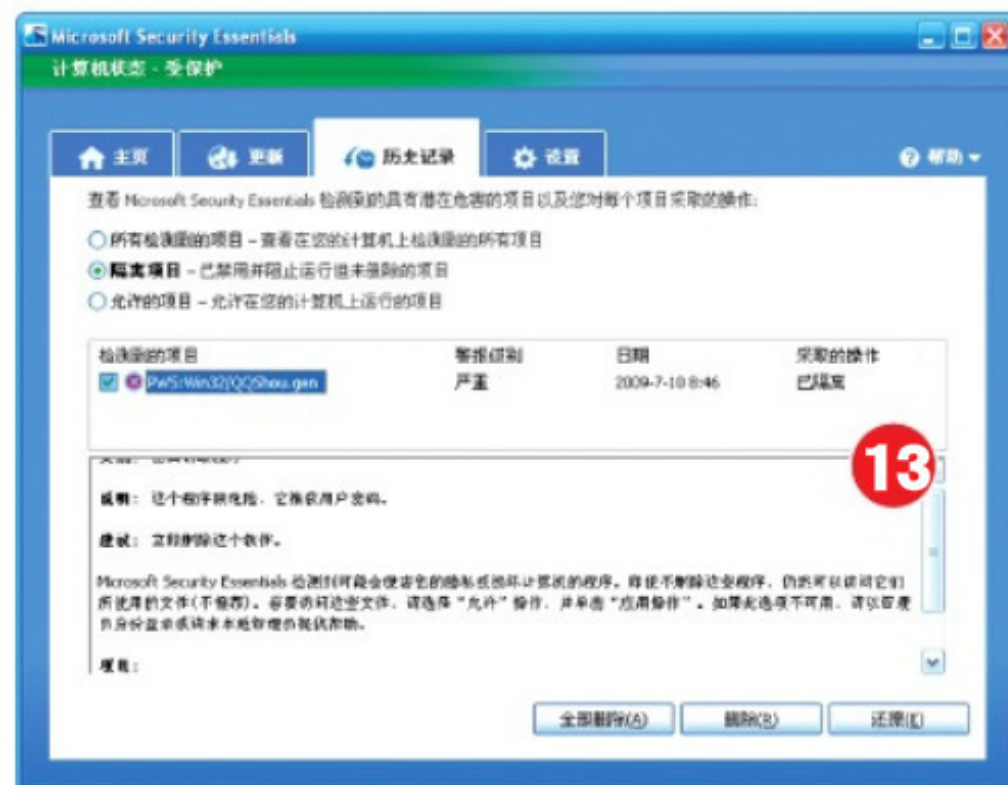 Microsoft Security Essentials
计算机状态 - 受保护
主页 更新 历史记录 设置 帮助
查看 Microsoft Security Essentials 检测到的具有潜在危害的项目以及您对每个项目采取的操作:
所有检测到的项目 - 查看在您的计算机上检测到的所有项目
隔离项目 - 已禁用并阻止运行但未删除的项目
允许的项目 - 允许在您的计算机上运行的项目
检测到的项目 警报级别 日期 采取的操作
PWS:Win32/QQShou.gen 严重 2009-7-10 8:46 已隔离
13
说明: 这个程序很危险, 它捕获用户密码。
建议: 立即删除这个软件。
Microsoft Security Essentials 检测到可能会侵害您的隐私或损坏计算机的程序。即使不删除这些程序, 仍然可以访问它们
所使用的文件(不推荐)。若要访问这些文件, 请选择“允许”操作, 并单击“应用操作”。如果此选项不可用, 请以管理
员身份登录或请求本地管理员提供帮助。
项目:
全部删除(A) 删除(R) 还原(E)